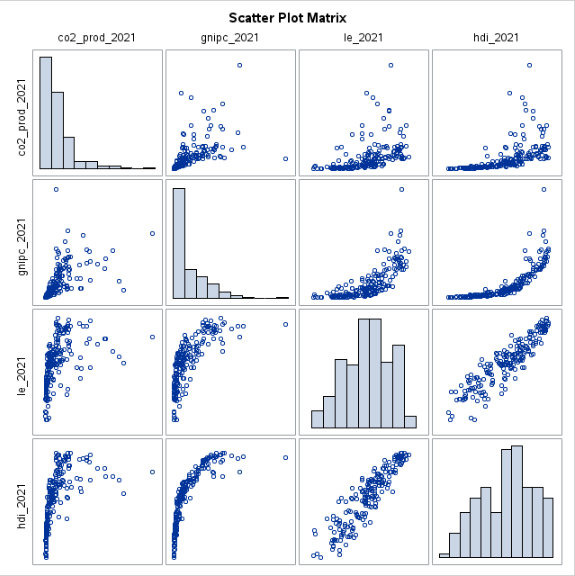 Scatter Plot Matrix
co2_prod_2021 gnipc_2021 le_2021 hdi_2021
co2_prod_2021
gnipc_2021
le_2021
hdi_2021